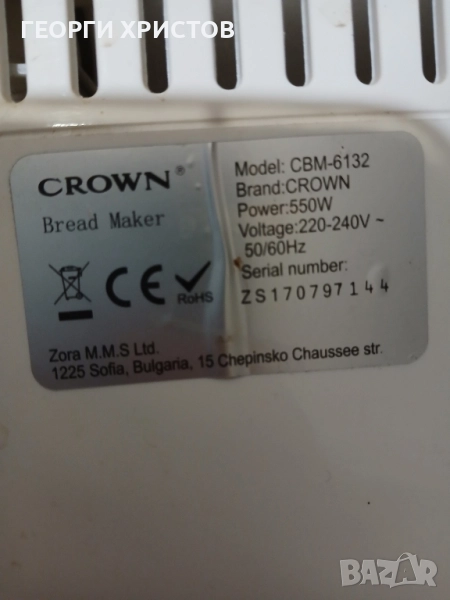 ГЕОРГИ ХРИСТОВ
CROWN®
Bread Maker
RoHS
Zora M.M.S Ltd.
1225 Sofia, Bulgaria, 15 Chepinsko Chaussee str.
Model: CBM-6132
Brand:CROWN
Power:550W
Voltage:220-240V ~
50/60Hz
Serial number:
ZS170797144
BAZAR